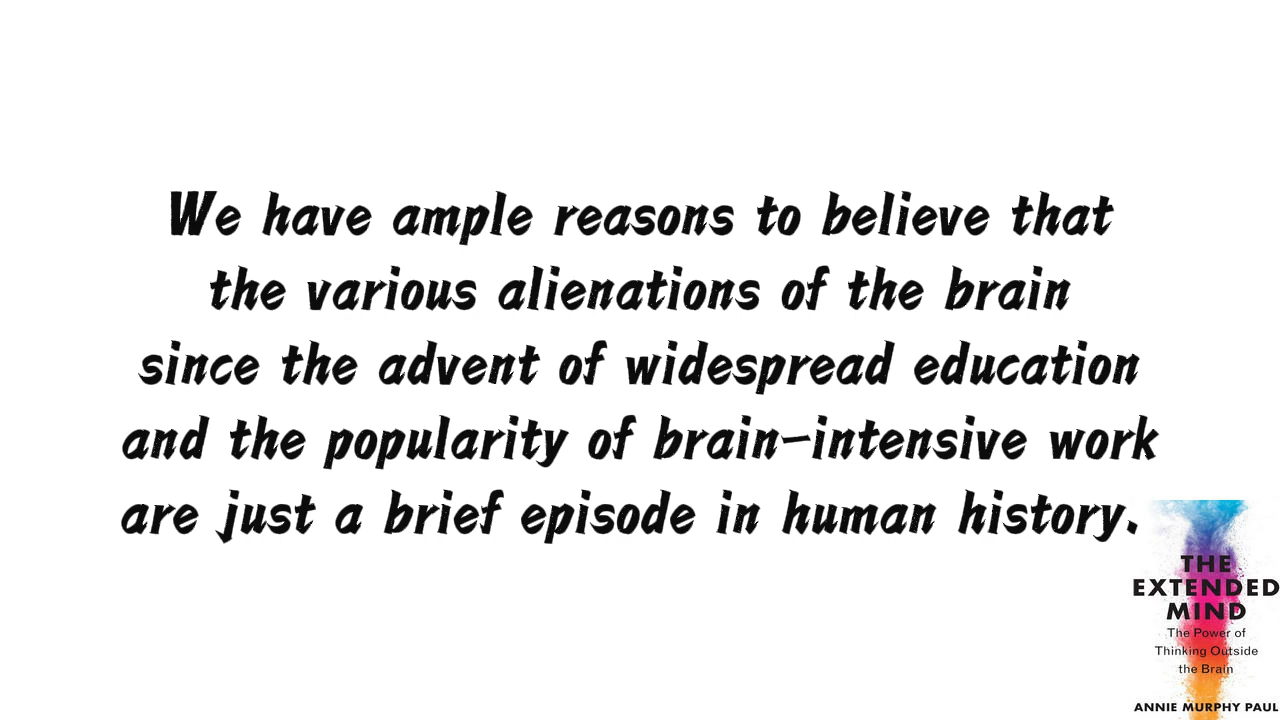 We have ample reasons to believe that
the various alienations of the brain
since the advent of widespread education
and the popularity of brain-intensive work
are just a brief episode in human history.
THE
EXTENDED
MIND
The Power of
Thinking Outside
the Brain
ANNIE MURPHY PAUL